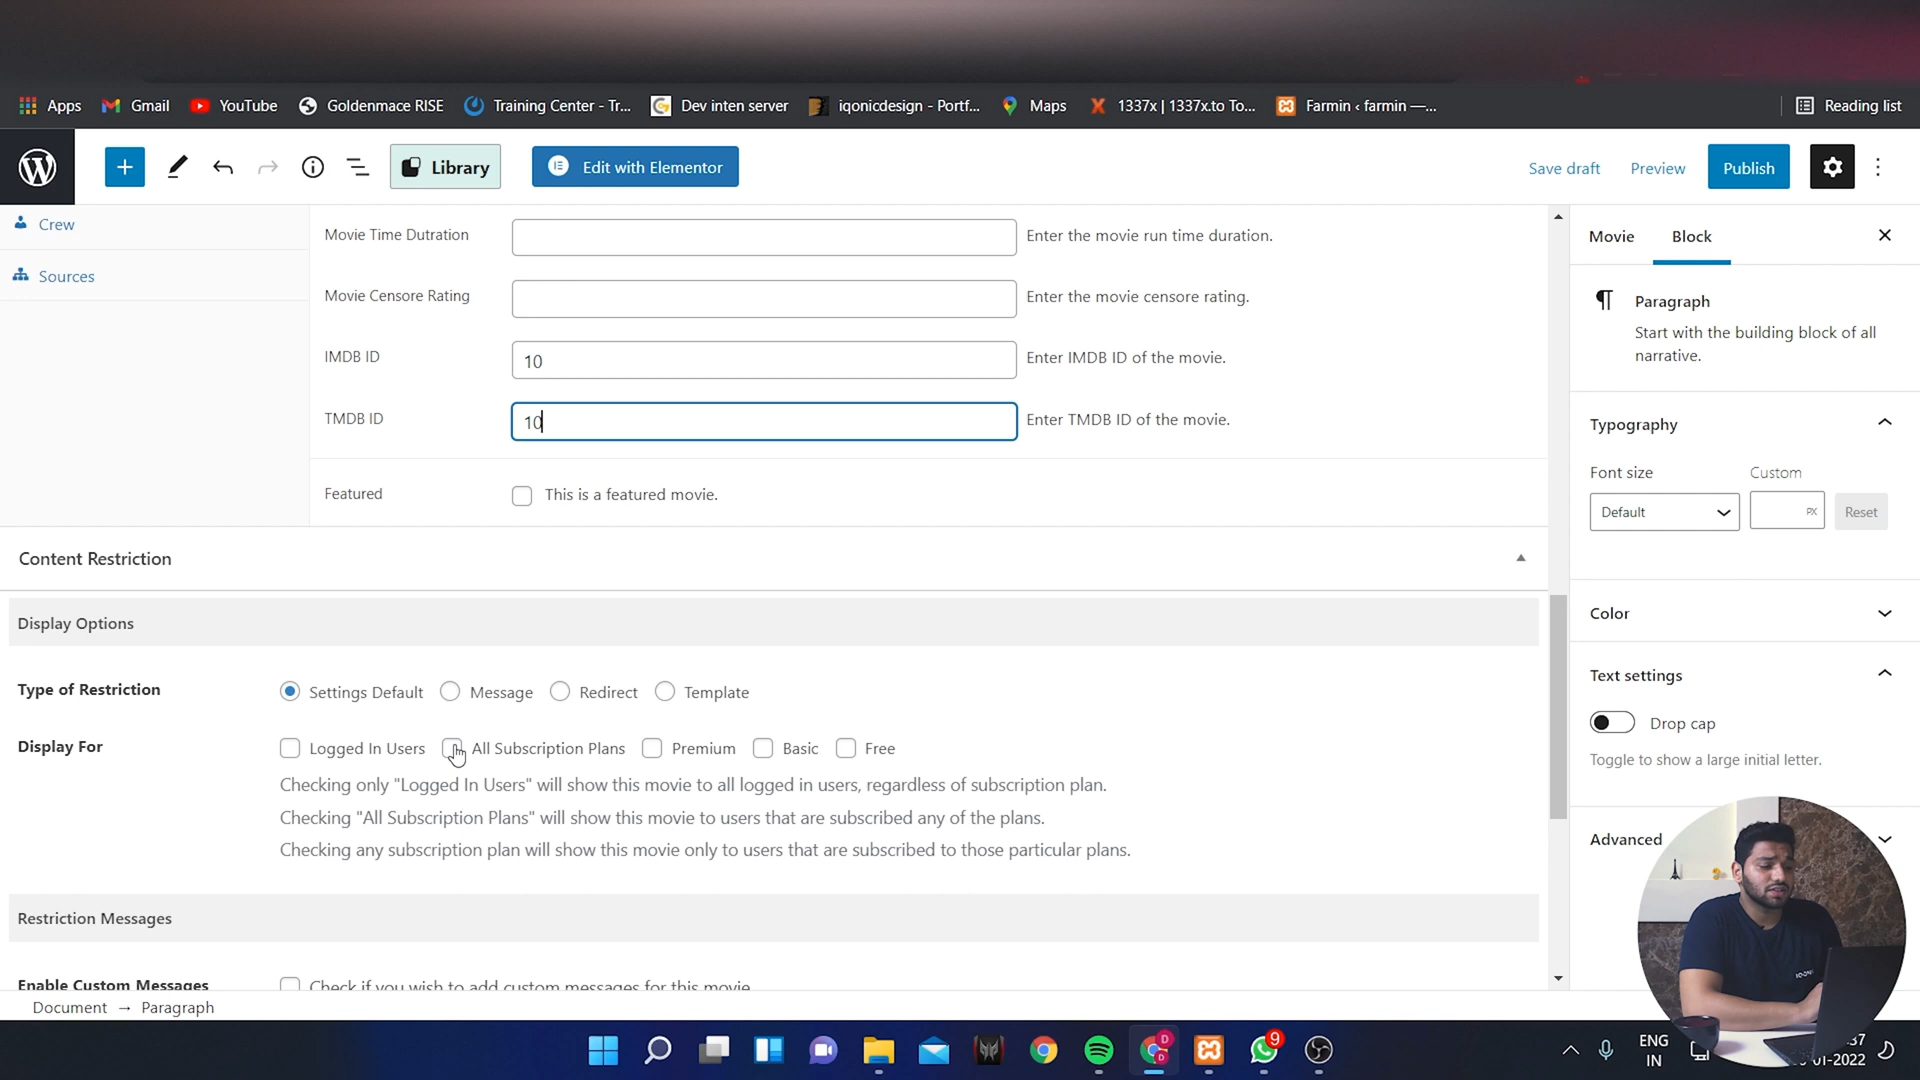 Apps
Gmail
YouTube
Goldenmace RISE
Training Center - Tr...
Dev inten server
iqonicdesign - Portf...
Maps
1337x | 1337x.to To...
Farmin ‹ farmin —...
Reading list
Library
Edit with Elementor
Save draft
Preview
Publish
Crew
Sources
Movie Time Dutration
Enter the movie run time duration.
Movie Censore Rating
Enter the movie censore rating.
IMDB ID
10
Enter IMDB ID of the movie.
TMDB ID
10
Enter TMDB ID of the movie.
Featured
This is a featured movie.
Content Restriction
Display Options
Type of Restriction
Settings Default
Message
Redirect
Template
Display For
Logged In Users
All Subscription Plans
Premium
Basic
Free
Checking only "Logged In Users" will show this movie to all logged in users, regardless of subscription plan.
Checking "All Subscription Plans" will show this movie to users that are subscribed any of the plans.
Checking any subscription plan will show this movie only to users that are subscribed to those particular plans.
Restriction Messages
Enable Custom Messages
Check if you wish to add custom messages for this movie
Document → Paragraph
Movie
Block
Paragraph
Start with the building block of all
narrative.
Typography
Font size
Custom
Default
PX
Reset
Color
Text settings
Drop cap
Toggle to show a large initial letter.
Advanced
9
ENG
IN
37
-01-2022